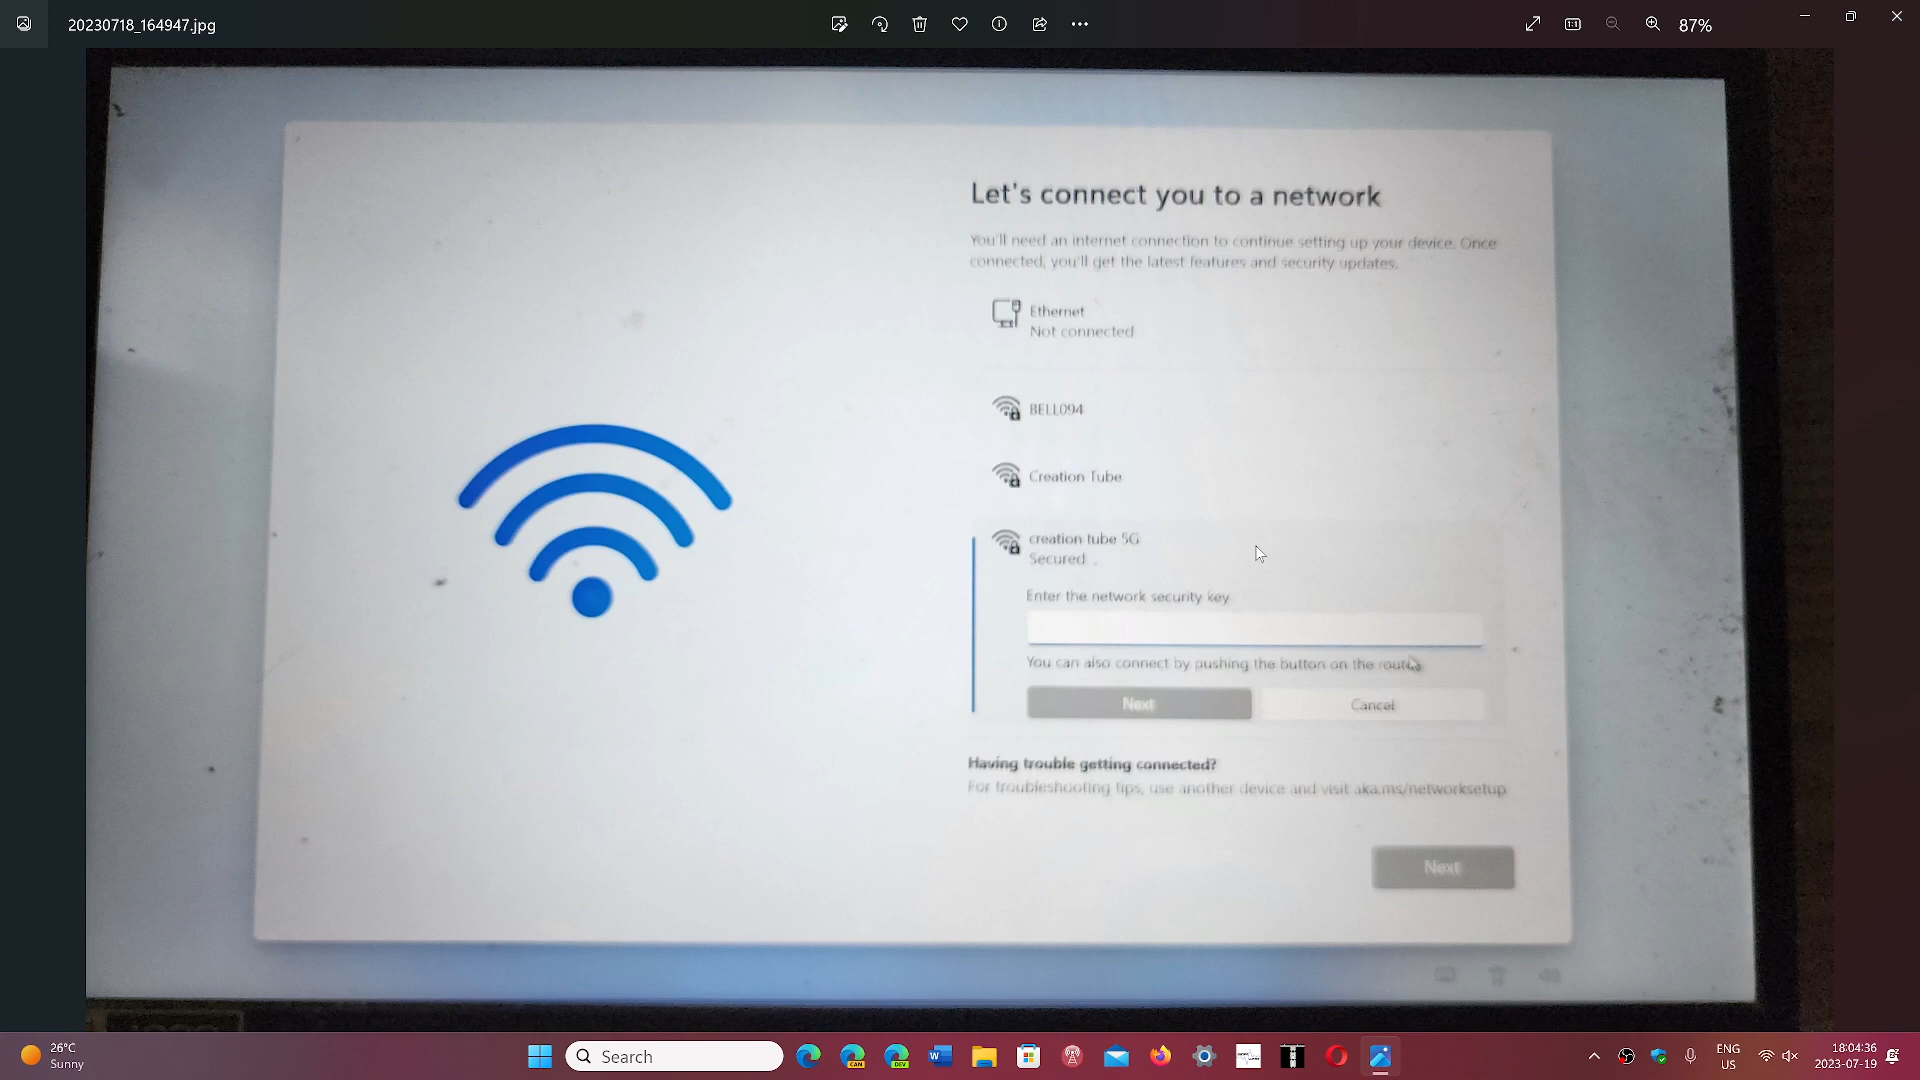 20230718_164947.jpg
87%
Let's connect you to a network
You'll need an internet connection to continue setting up your device. Once
connected, you'll get the latest features and security updates.
Ethernet
Not connected
BELL094
Creation Tube
creation tube 5G
Secured
Enter the network security key
You can also connect by pushing the button on the router
Next
Cancel
Having trouble getting connected?
For troubleshooting tips, use another device and visit aka.ms/networksetup
Next
26°C
Sunny
Search
CAN
DEV
W
ENG
US
18:04:36
2023-07-19